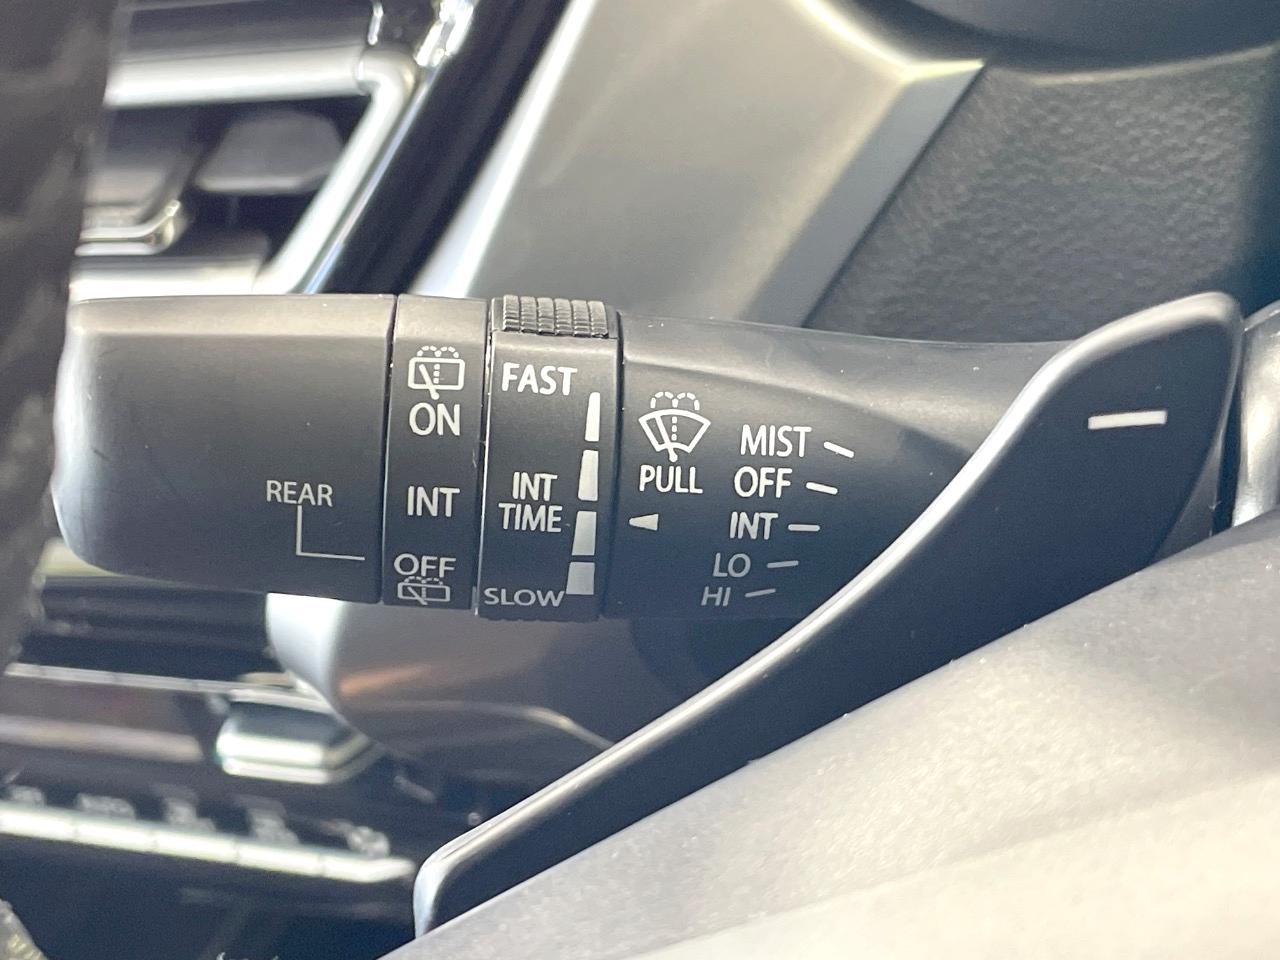 REAR
ON
INT
OFF
FAST
INT
TIME
SLOW
PULL
MIST
OFF
INT
LO
HI